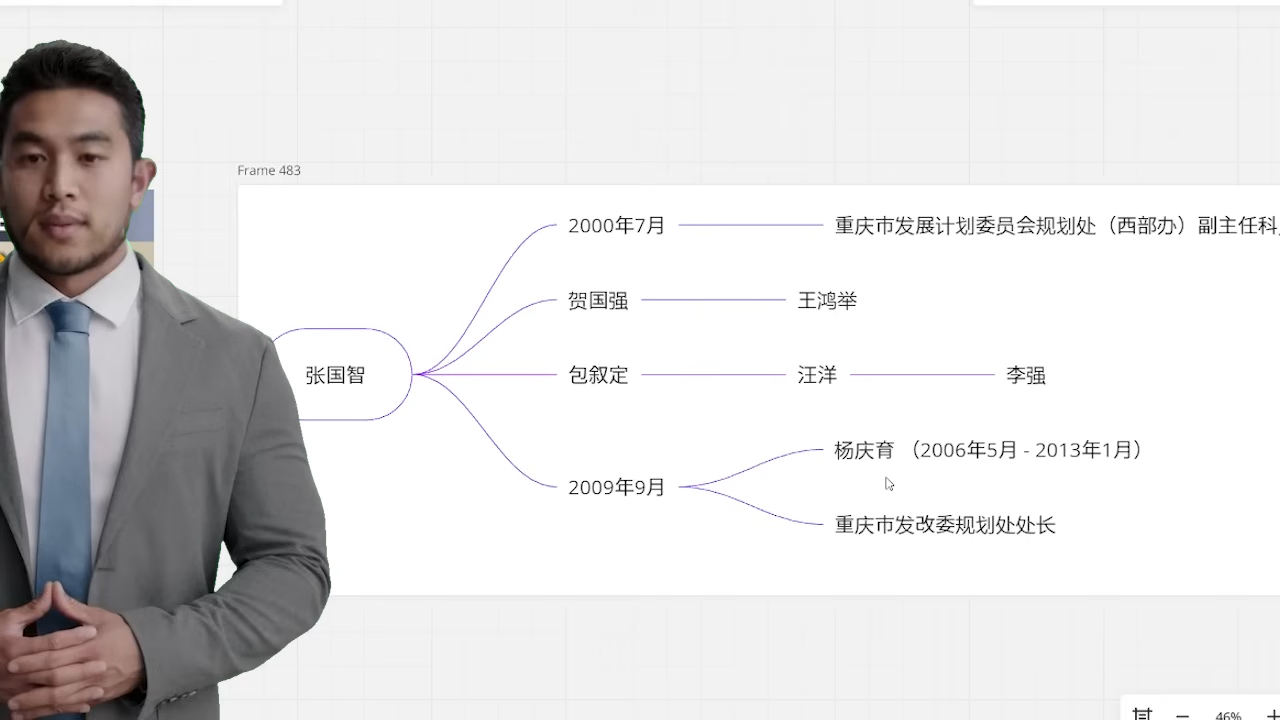 Frame 483
2000年7月
重庆市发展计划委员会规划处（西部办）副主任科
贺国强
王鸿举
张国智
包叙定
汪洋
李强
杨庆育 （2006年5月 - 2013年1月）
2009年9月
重庆市发改委规划处处长
46%